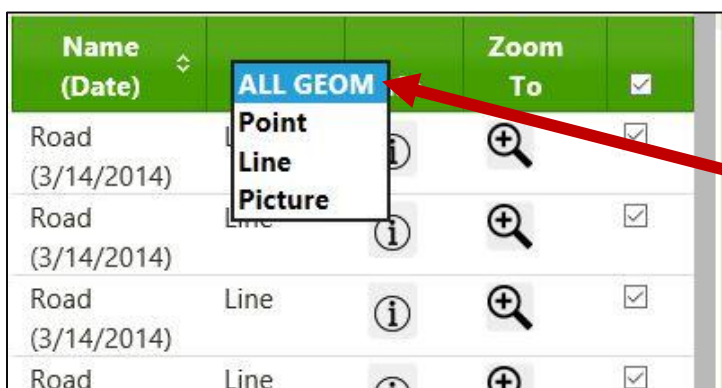 Name
(Date)
Zoom
To
ALL GEOM
Point
Line
Picture
Road
(3/14/2014)
Road
(3/14/2014)
Line
Road
(3/14/2014)
Line
Road
Line